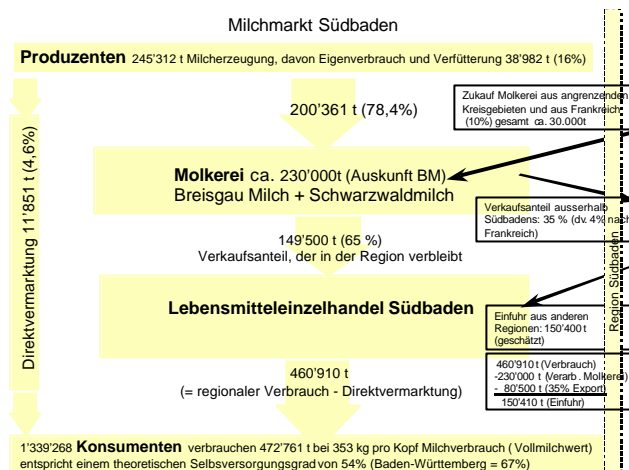 Milchmarkt Südbaden
Produzenten 245'312 t Milcherzeugung, davon Eigenverbrauch und Verfütterung 38'982 t (16%)
200'361 t (78,4%)
Zukauf Molkerei aus angrenzenden
Kreisgebieten und aus Frankreich
(10%) gesamt ca. 30.000t
Direktvermarktung 11'851 t (4,6%)
Molkerei ca. 230'000t (Auskunft BM)
Breisgau Milch + Schwarzwaldmilch
Verkaufsanteil ausserhalb
Südbadens: 35 % (dv. 4% nach
Frankreich)
149'500 t (65 %)
Verkaufsanteil, der in der Region verbleibt
Region Südbaden
Lebensmitteleinzelhandel Südbaden
Einfuhr aus anderen
Regionen: 150'400 t
(geschätzt)
460'910 t
(= regionaler Verbrauch - Direktvermarktung)
460'910 t (Verbrauch)
-230'000 t (Verarb. Molkerei)
- 80'500 t (35% Export)
150'410 t (Einfuhr)
1'339'268 Konsumenten verbrauchen 472'761 t bei 353 kg pro Kopf Milchverbrauch (Vollmilchwert)
entspricht einem theoretischen Selbsversorgungsgrad von 54% (Baden-Württemberg = 67%)